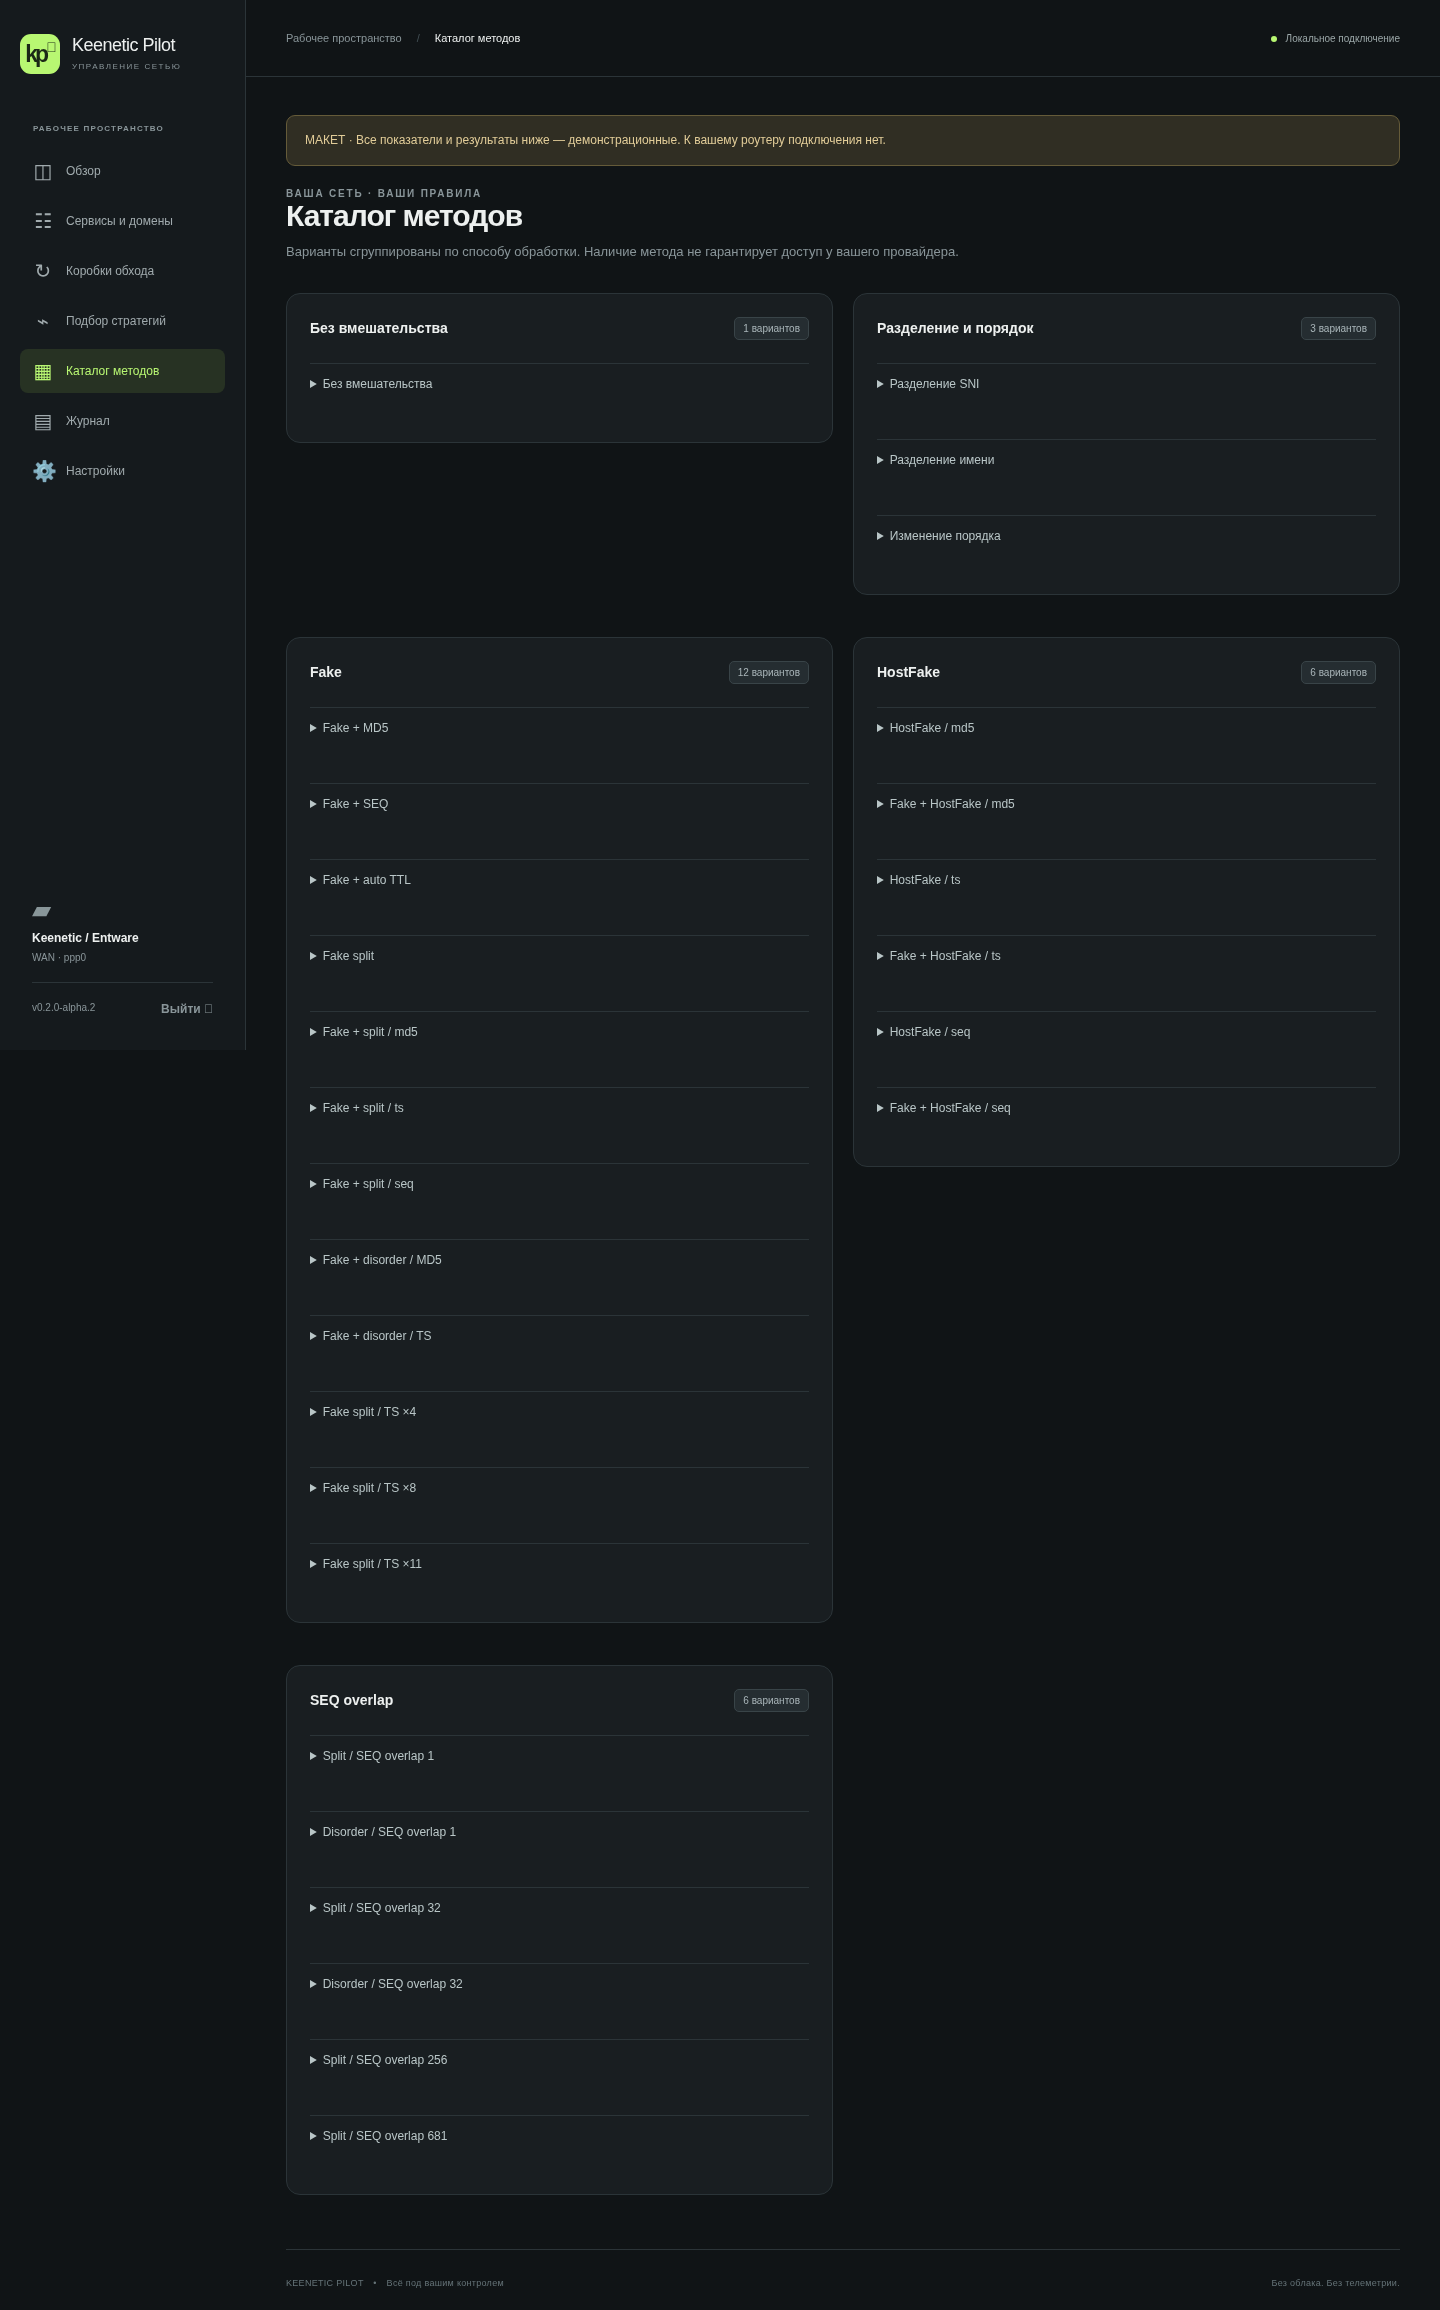 kp
Keenetic Pilot
УПРАВЛЕНИЕ СЕТЬЮ
РАБОЧЕЕ ПРОСТРАНСТВО
Обзор
Сервисы и домены
Коробки обхода
Подбор стратегий
Каталог методов
Журнал
Настройки
Keenetic / Entware
WAN · ppp0
v0.2.0-alpha.2 Выйти
Рабочее пространство / Каталог методов
Локальное подключение
МАКЕТ · Все показатели и результаты ниже — демонстрационные. К вашему роутеру подключения нет.
ВАША СЕТЬ · ВАШИ ПРАВИЛА
Каталог методов
Варианты сгруппированы по способу обработки. Наличие метода не гарантирует доступ у вашего провайдера.
Без вмешательства 1 вариантов
Без вмешательства
Разделение и порядок 3 вариантов
Разделение SNI
Разделение имени
Изменение порядка
Fake 12 вариантов
Fake + MD5
Fake + SEQ
Fake + auto TTL
Fake split
Fake + split / md5
Fake + split / ts
Fake + split / seq
Fake + disorder / MD5
Fake + disorder / TS
Fake split / TS ×4
Fake split / TS ×8
Fake split / TS ×11
HostFake 6 вариантов
HostFake / md5
Fake + HostFake / md5
HostFake / ts
Fake + HostFake / ts
HostFake / seq
Fake + HostFake / seq
SEQ overlap 6 вариантов
Split / SEQ overlap 1
Disorder / SEQ overlap 1
Split / SEQ overlap 32
Disorder / SEQ overlap 32
Split / SEQ overlap 256
Split / SEQ overlap 681
KEENETIC PILOT • Всё под вашим контролем
Без облака. Без телеметрии.